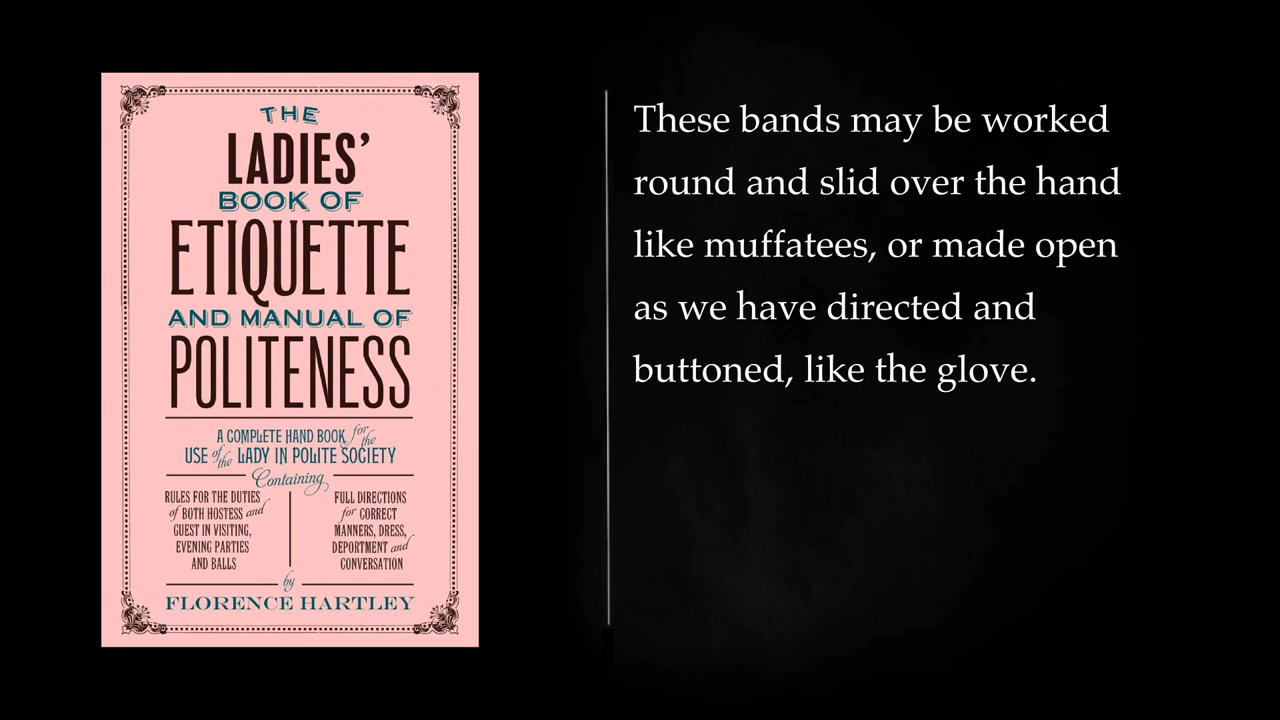 THE
LADIES'
BOOK OF
ETIQUETTE
AND MANUAL OF
POLITENESS
A COMPLETE HAND BOOK for the
USE of the LADY IN POLITE SOCIETY
Containing
RULES FOR THE DUTIES
of BOTH HOSTESS and
GUEST IN VISITING,
EVENING PARTIES
AND BALLS
FULL DIRECTIONS
for CORRECT
MANNERS, DRESS,
DEPORTMENT and
CONVERSATION
by
FLORENCE HARTLEY
These bands may be worked
round and slid over the hand
like muffatees, or made open
as we have directed and
buttoned, like the glove.